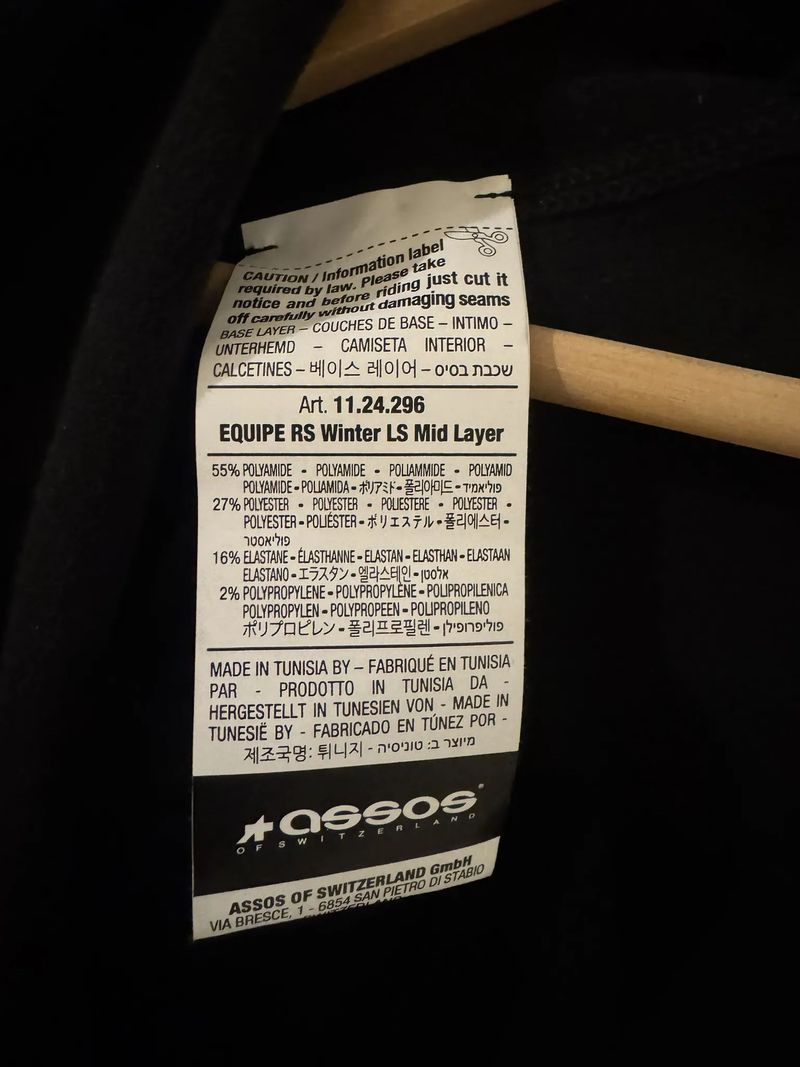 CAUTION / Information label
required by law. Please take
notice and before riding just cut it
off carefully without damaging seams
BASE LAYER – COUCHES DE BASE – INTIMO –
UNTERHEMD – CAMISETA INTERIOR –
CALCETINES – 베이스 레이어 – שכבת בסיס
Art. 11.24.296
EQUIPE RS Winter LS Mid Layer
55% POLYAMIDE - POLYAMIDE - POLIAMMIDE - POLYAMID
POLYAMIDE - POLIAMIDA - ポリアミド - 폴리아미드 - פוליאמיד
27% POLYESTER - POLYESTER - POLIESTERE - POLYESTER -
POLYESTER - POLIÉSTER - ポリエステル - 폴리에스터 -
פוליאסטר
16% ELASTANE - ÉLASTHANNE - ELASTAN - ELASTHAN - ELASTAAN
ELASTANO - エラスタン - 엘라스테인 - אלסטן
2% POLYPROPYLENE - POLYPROPYLÈNE - POLIPROPILENICA
POLYPROPYLEN - POLYPROPEEN - POLIPROPILENO
ポリプロピレン - 폴리프로필렌 - פוליפרופילן
MADE IN TUNISIA BY – FABRIQUÉ EN TUNISIA
PAR - PRODOTTO IN TUNISIA DA -
HERGESTELLT IN TUNESIEN VON - MADE IN
TUNESIË BY - FABRICADO EN TÚNEZ POR -
제조국명: 튀니지 - מיוצר ב: טוניסיה
assos®
OF SWITZERLAND
ASSOS OF SWITZERLAND GmbH
VIA BRESCE, 1 - 6854 SAN PIETRO DI STABIO